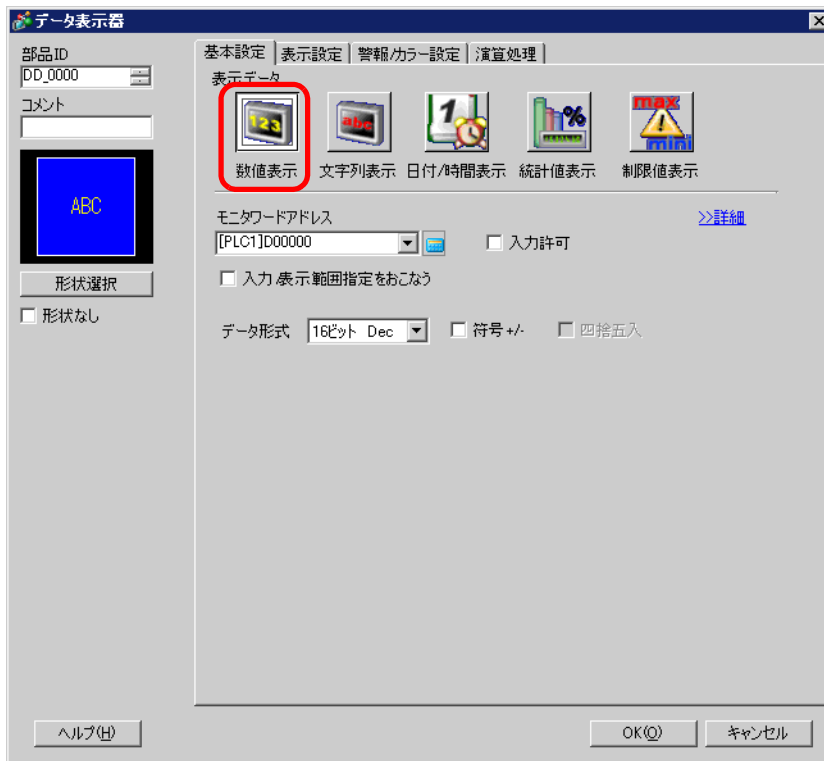 データ表示器
部品ID
DD_0000
コメント
ABC
形状選択
形状なし
基本設定 表示設定 警報/カラー設定 演算処理
表示データ
123 abc 1 % max mini
数値表示 文字列表示 日付/時間表示 統計値表示 制限値表示
モニタワードアドレス >>詳細
[PLC1]D00000 入力許可
入力/表示範囲指定をおこなう
データ形式 16ビット Dec 符号+/- 四捨五入
ヘルプ(H) OK(O) キャンセル